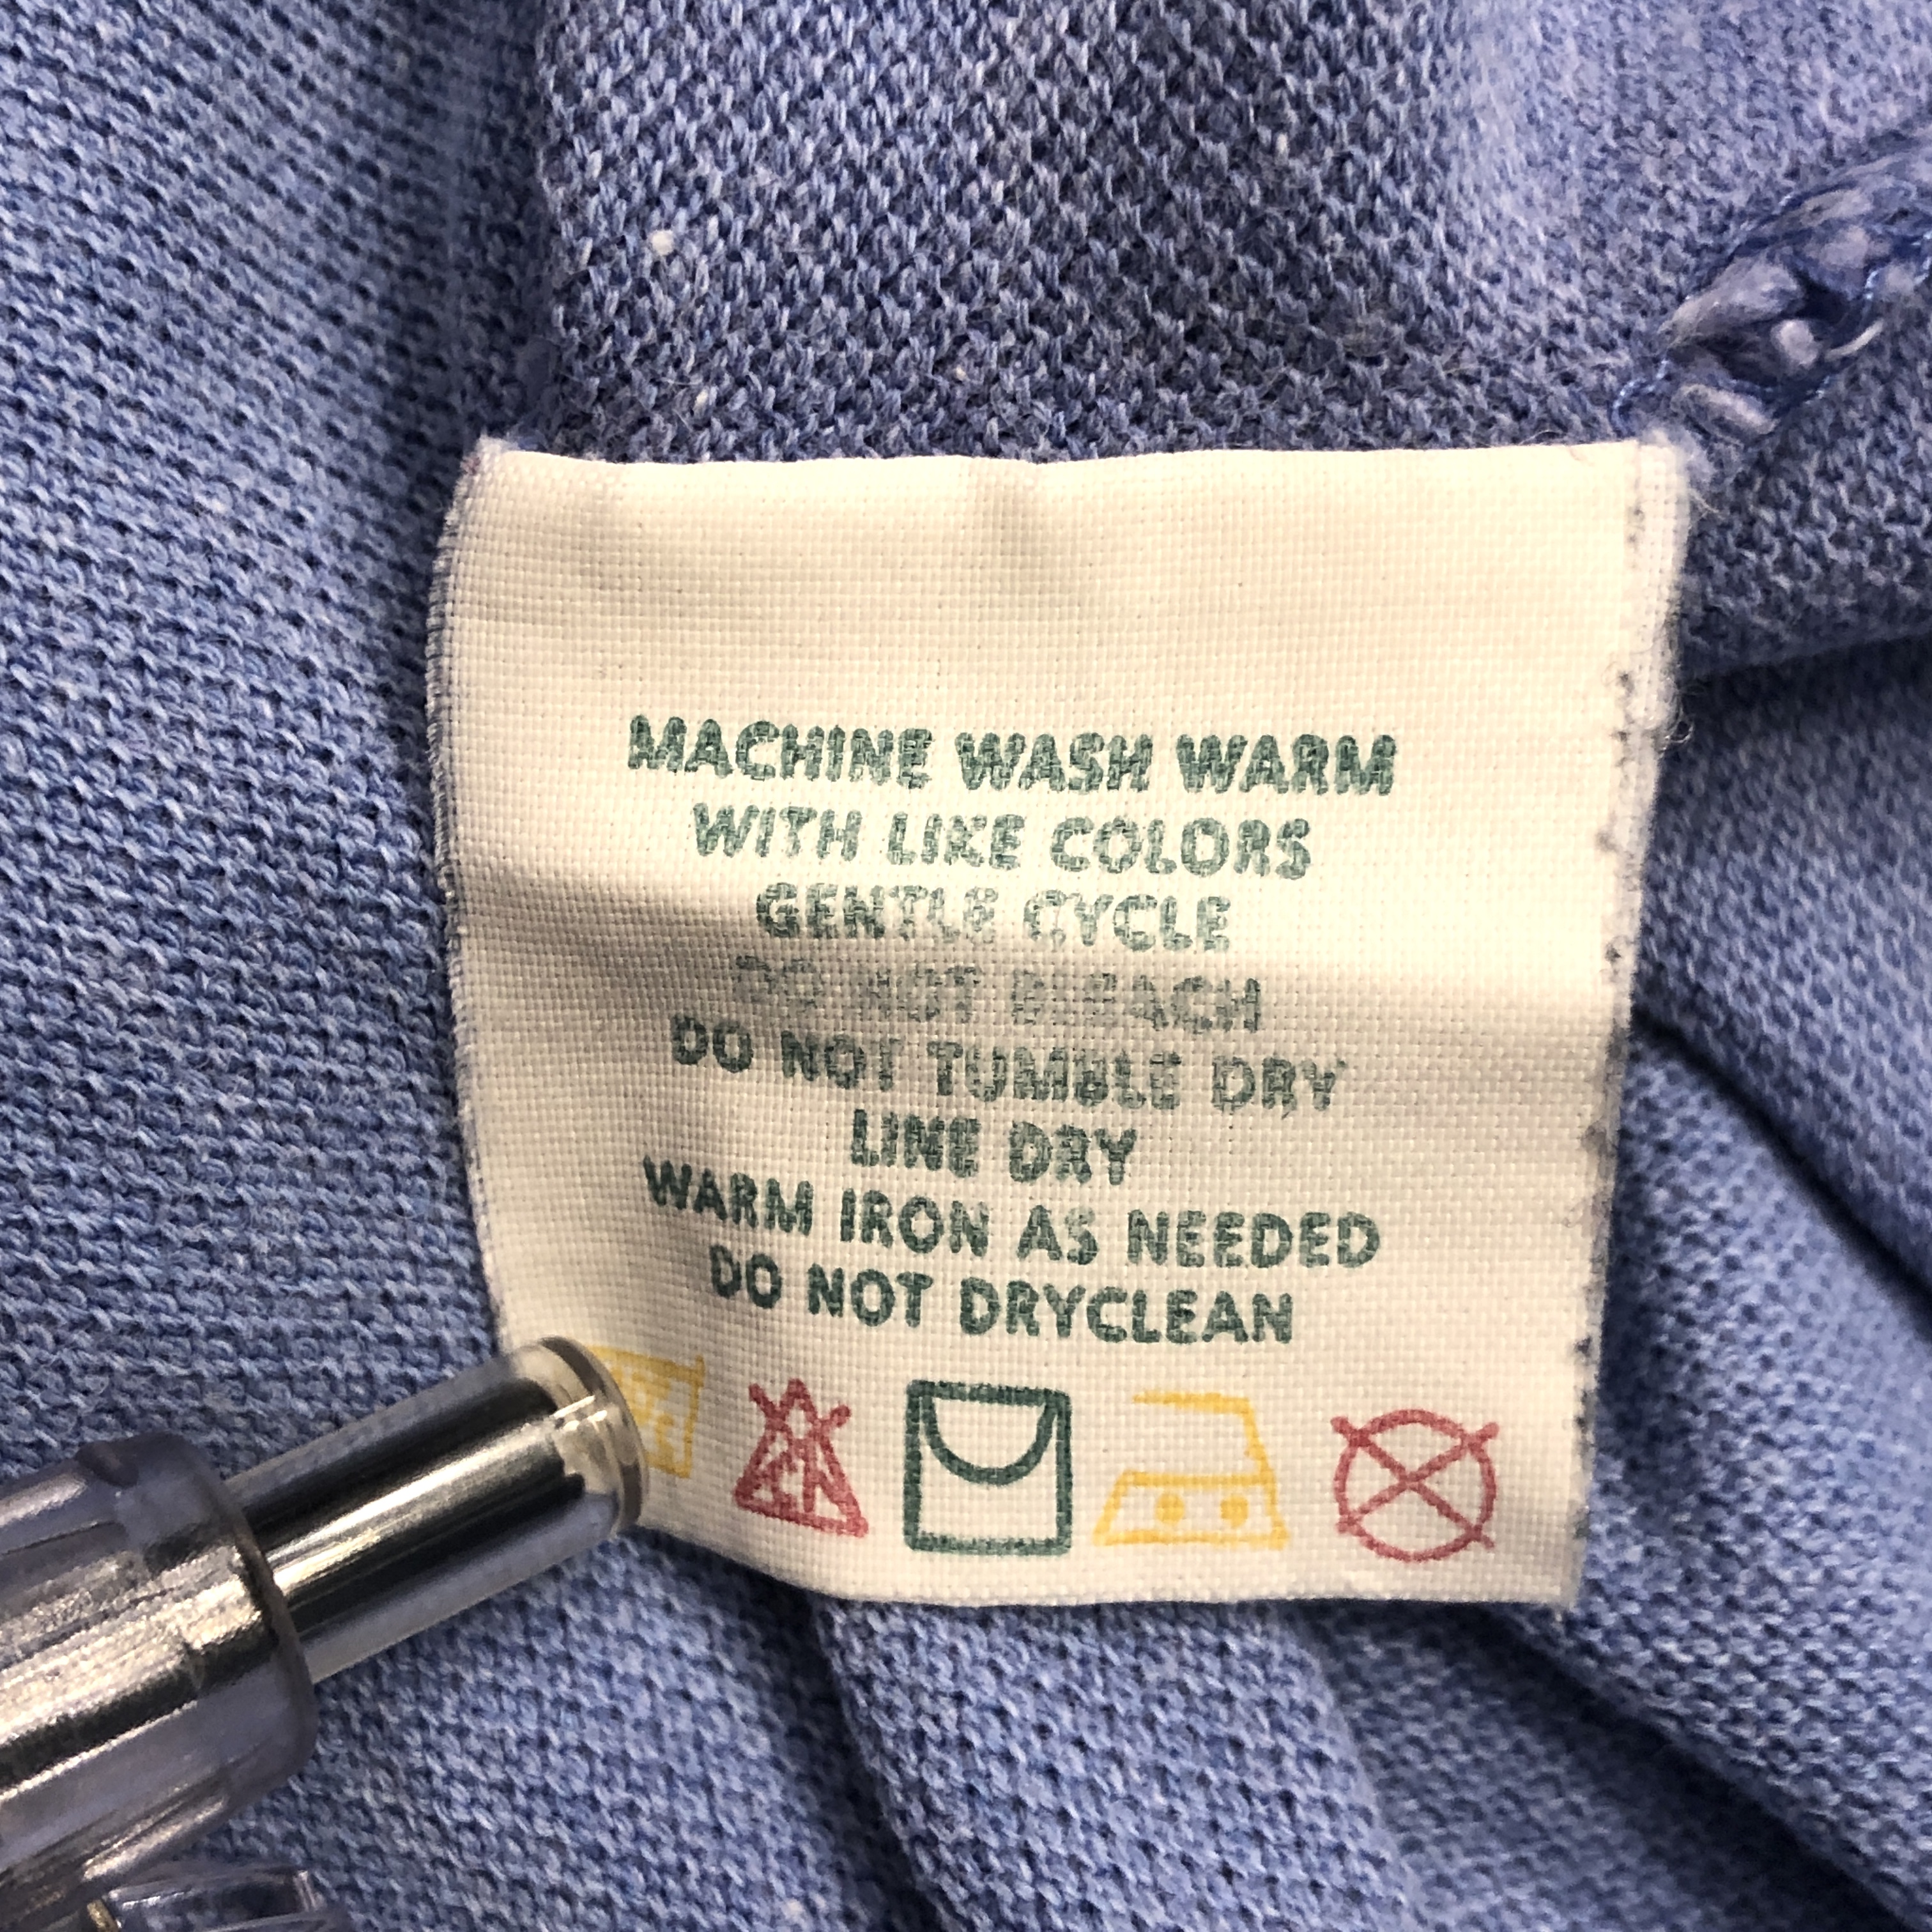 MACHINE WASH WARM
WITH LIKE COLORS
GENTLE CYCLE
DO NOT BLEACH
DO NOT TUMBLE DRY
LINE DRY
WARM IRON AS NEEDED
DO NOT DRYCLEAN